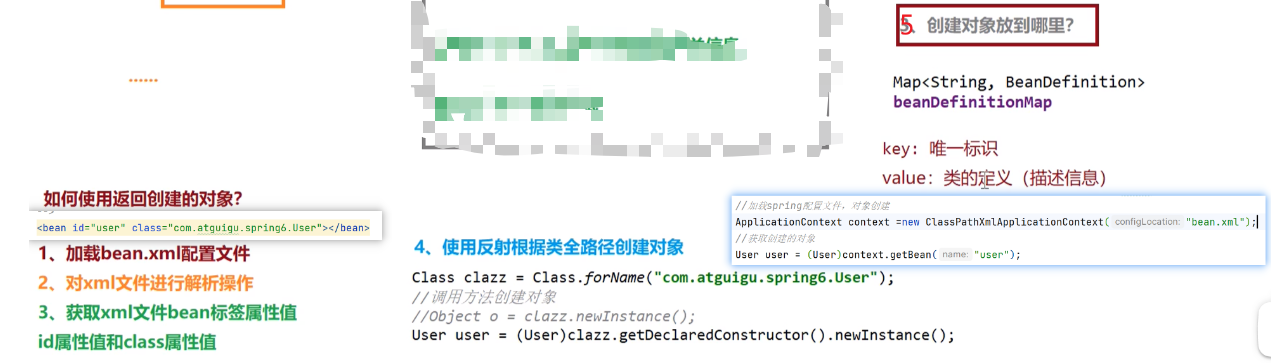 ......
如何使用返回创建的对象?
<bean id="user" class="com.atguigu.spring6.User"></bean>
1、加载bean.xml配置文件
2、对xml文件进行解析操作
3、获取xml文件bean标签属性值
id属性值和class属性值
4、使用反射根据类全路径创建对象
Class clazz = Class.forName("com.atguigu.spring6.User");
//调用方法创建对象
//Object o = clazz.newInstance();
User user = (User)clazz.getDeclaredConstructor().newInstance();
5、创建对象放到哪里?
Map<String, BeanDefinition>
beanDefinitionMap
key: 唯一标识
value: 类的定义（描述信息）
//加载spring配置文件，对象创建
ApplicationContext context =new ClassPathXmlApplicationContext( configLocation: "bean.xml");
//获取创建的对象
User user = (User)context.getBean( name: "user");